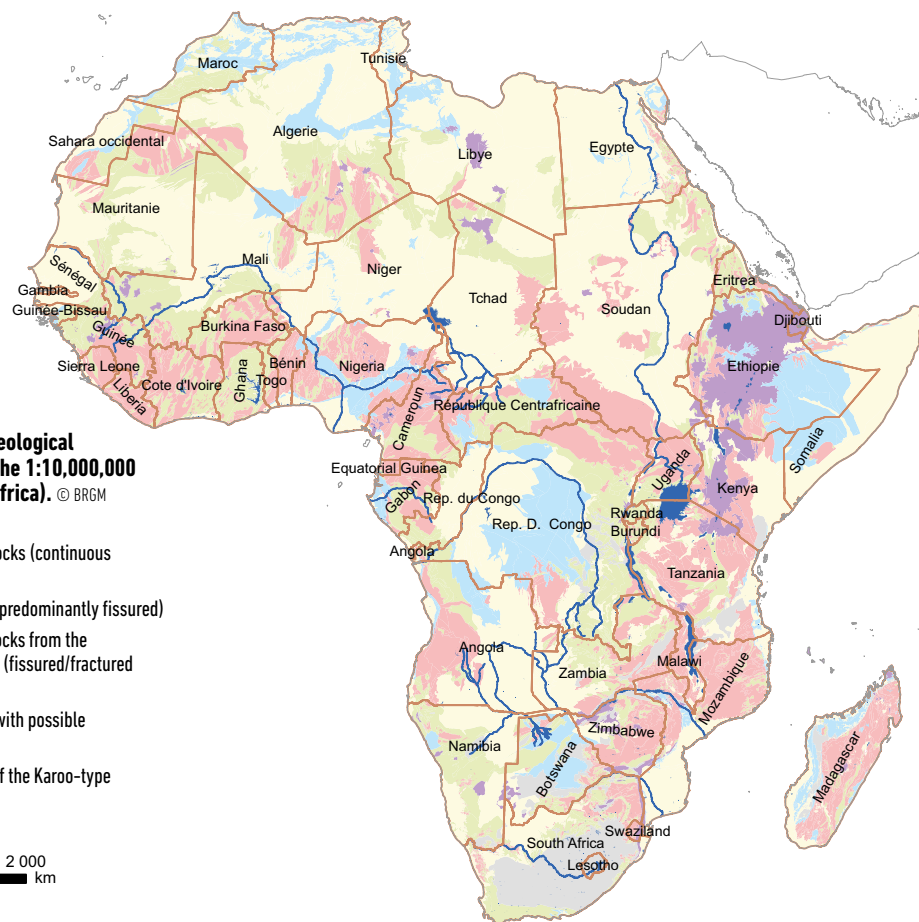 Maroc
Tunisie
Algerie
Libye
Egypte
Sahara occidental
Mauritanie
Mali
Niger
Tchad
Soudan
Eritrea
Djibouti
Ethiopie
Somalia
Sénégal
Gambia
Guinée-Bissau
Guinée
Sierra Leone
Liberia
Cote d'Ivoire
Burkina Faso
Ghana
Togo
Bénin
Nigeria
Cameroun
République Centrafricaine
Equatorial Guinea
Gabon
Rep. du Congo
Rep. D. Congo
Uganda
Kenya
Rwanda
Burundi
Tanzania
Angola
Angola
Zambia
Malawi
Mozambique
Zimbabwe
Namibia
Botswana
Swaziland
South Africa
Lesotho
Madagascar
eological
he 1:10,000,000
frica). © BRGM
ocks (continuous
predominantly fissured)
ocks from the
(fissured/fractured
with possible
of the Karoo-type
2 000
km